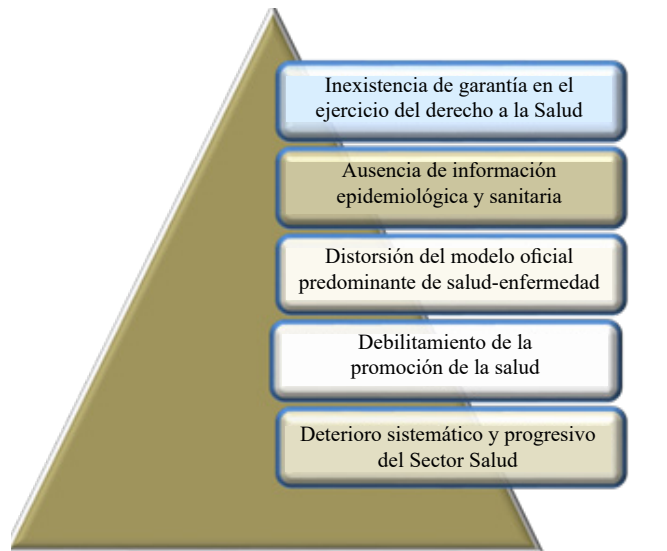 Inexistencia de garantía en el
ejercicio del derecho a la Salud
Ausencia de información
epidemiológica y sanitaria
Distorsión del modelo oficial
predominante de salud-enfermedad
Debilitamiento de la
promoción de la salud
Deterioro sistemático y progresivo
del Sector Salud